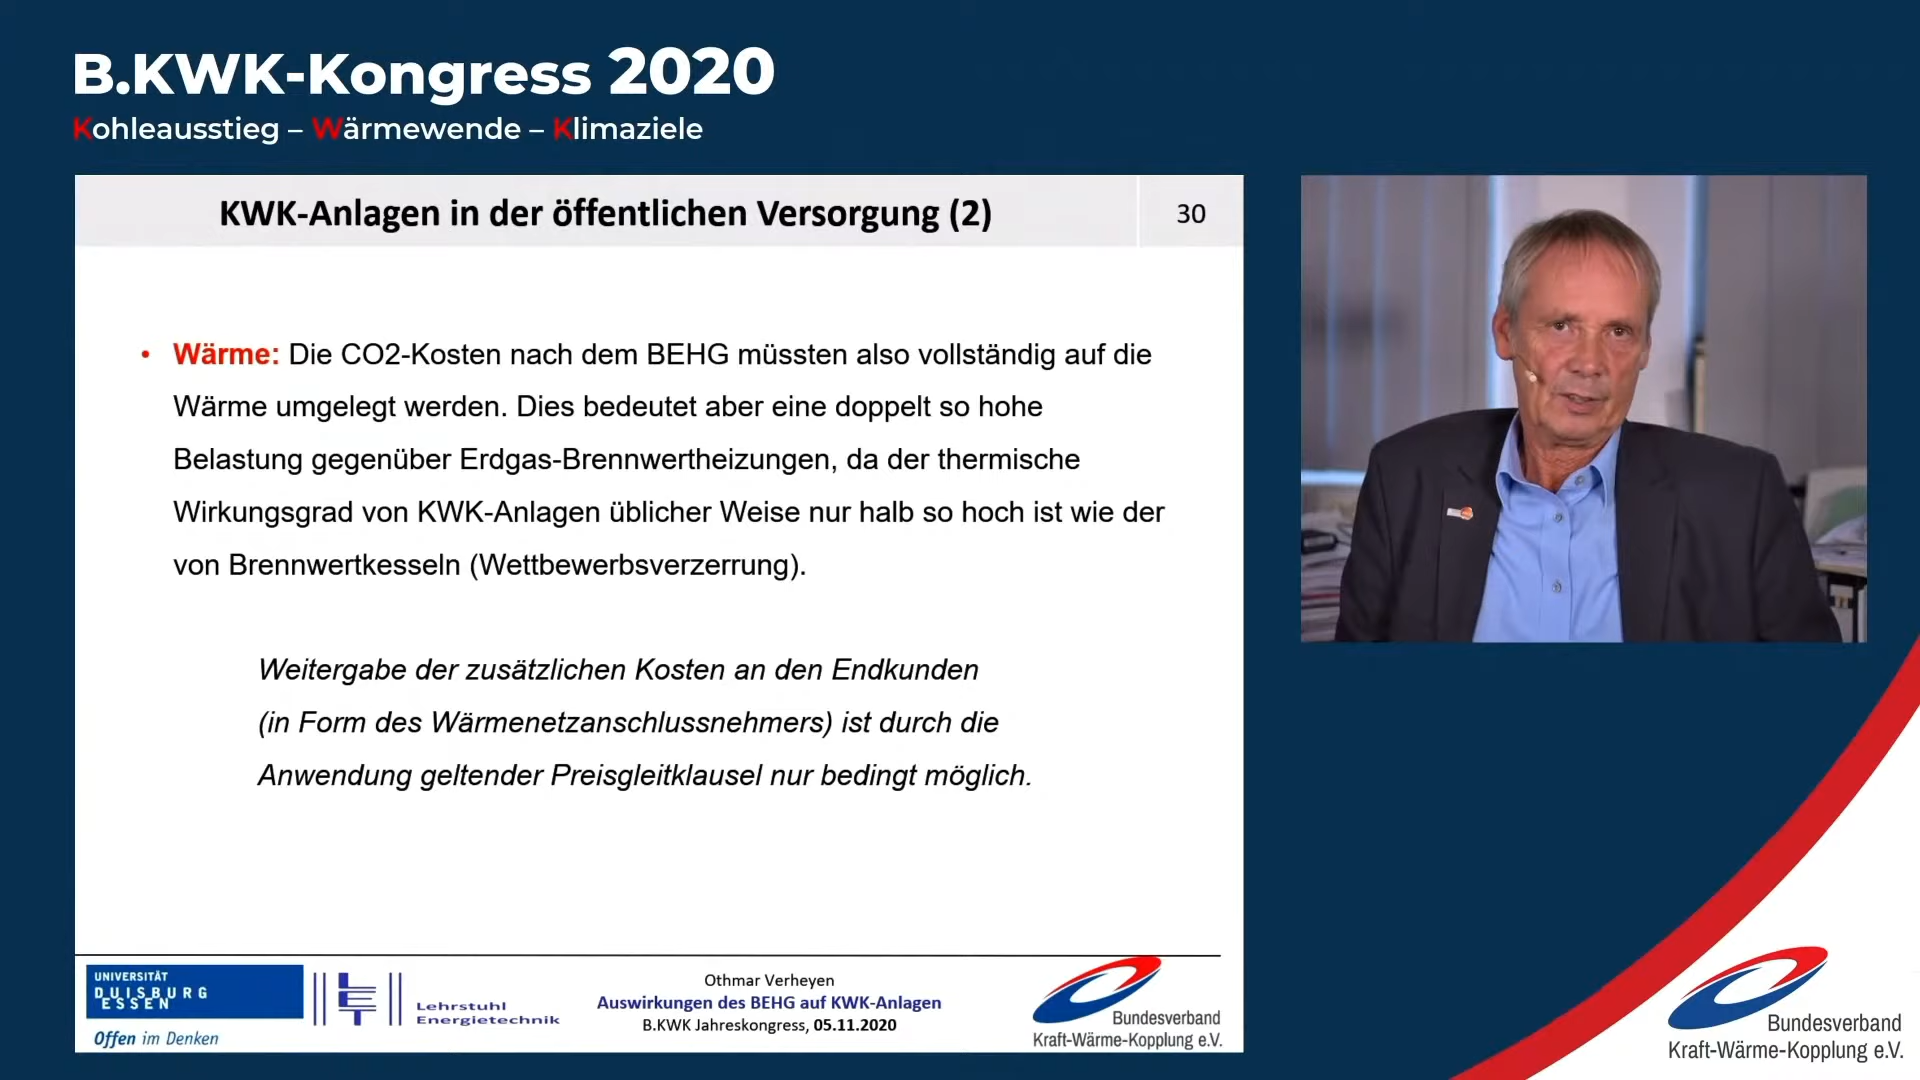 B.KWK-Kongress 2020
Kohleausstieg – Wärmewende – Klimaziele
KWK-Anlagen in der öffentlichen Versorgung (2)
30
• Wärme: Die CO2-Kosten nach dem BEHG müssten also vollständig auf die
Wärme umgelegt werden. Dies bedeutet aber eine doppelt so hohe
Belastung gegenüber Erdgas-Brennwertheizungen, da der thermische
Wirkungsgrad von KWK-Anlagen üblicher Weise nur halb so hoch ist wie der
von Brennwertkesseln (Wettbewerbsverzerrung).
Weitergabe der zusätzlichen Kosten an den Endkunden
(in Form des Wärmenetzanschlussnehmers) ist durch die
Anwendung geltender Preisgleitklausel nur bedingt möglich.
UNIVERSITÄT
DUISBURG
ESSEN
Offen im Denken
LET
Lehrstuhl
Energietechnik
Othmar Verheyen
Auswirkungen des BEHG auf KWK-Anlagen
B.KWK Jahreskongress, 05.11.2020
Bundesverband
Kraft-Wärme-Kopplung e.V.
Bundesverband
Kraft-Wärme-Kopplung e.V.